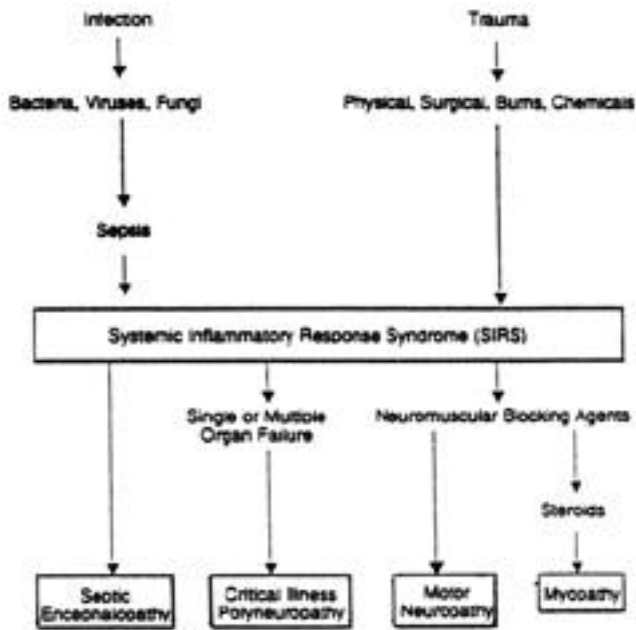 Infection
Trauma
Bacteria, Viruses, Fungi
Physical, Surgical, Burns, Chemicals
Sepsis
Systemic Inflammatory Response Syndrome (SIRS)
Single or Multiple
Organ Failure
Neuromuscular Blocking Agents
Steroids
Septic
Encephalopathy
Critical Illness
Polyneuropathy
Motor
Neuropathy
Myopathy